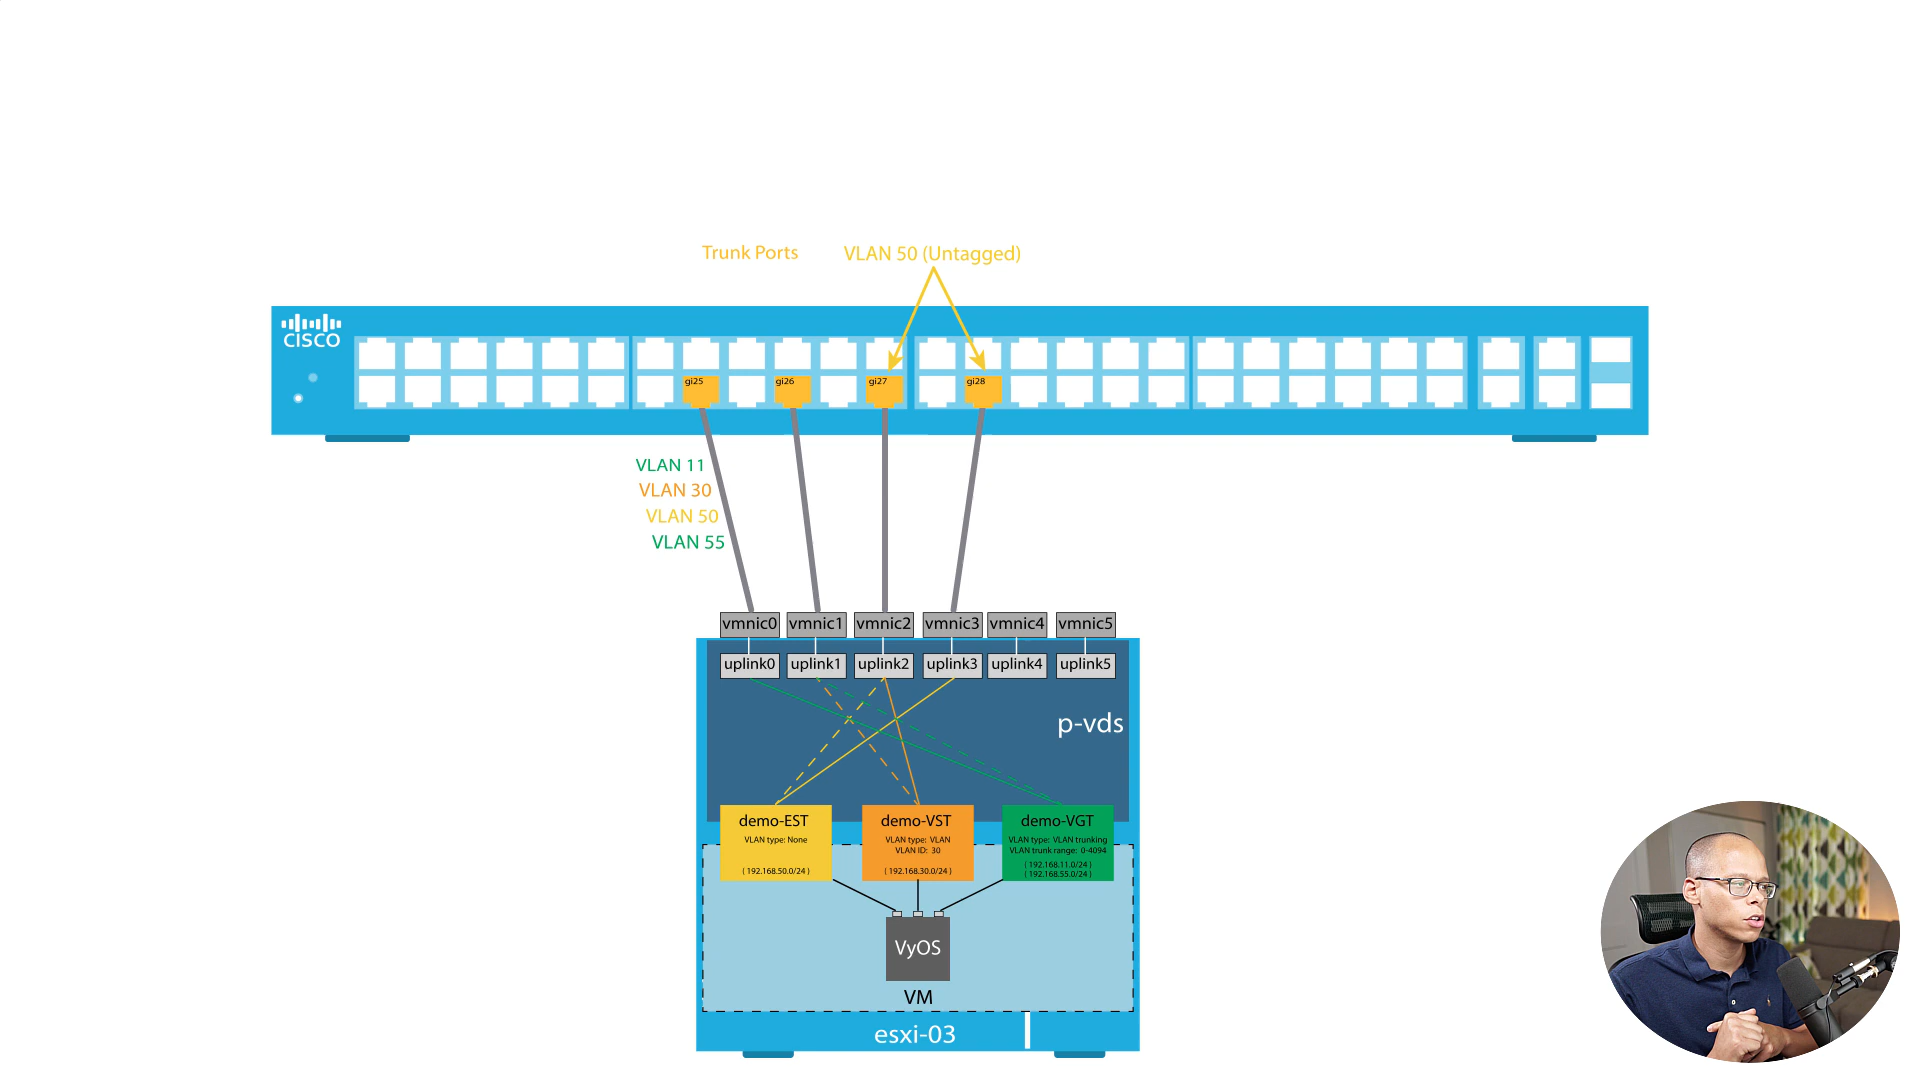 Trunk Ports
VLAN 50 (Untagged)
CISCO
gi25
gi26
gi27
gi28
VLAN 11
VLAN 30
VLAN 50
VLAN 55
vmnic0
vmnic1
vmnic2
vmnic3
vmnic4
vmnic5
uplink0
uplink1
uplink2
uplink3
uplink4
uplink5
p-vds
demo-EST
VLAN type: None
( 192.168.50.0/24 )
demo-VST
VLAN type: VLAN
VLAN ID: 30
( 192.168.30.0/24 )
demo-VGT
VLAN type: VLAN trunking
VLAN trunk range: 0-4094
( 192.168.11.0/24 )
( 192.168.55.0/24 )
VyOS
VM
esxi-03